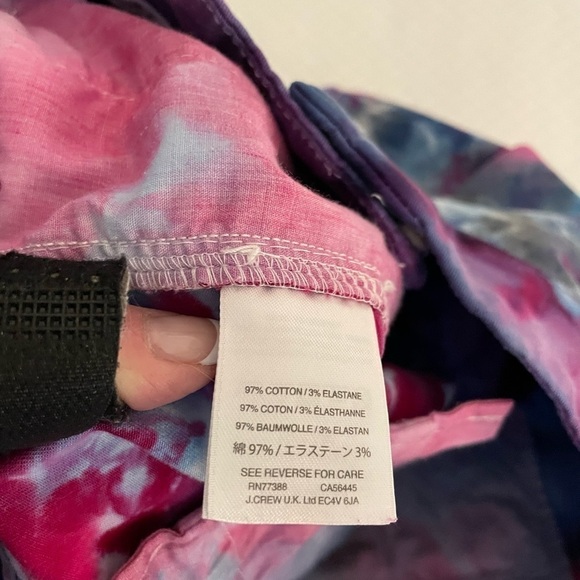 97% COTTON / 3% ELASTANE
97% COTON / 3% ÉLASTHANNE
97% BAUMWOLLE / 3% ELASTAN
綿 97% / エラステーン 3%
SEE REVERSE FOR CARE
RN77388 CA56445
J.CREW U.K. Ltd EC4V 6JA